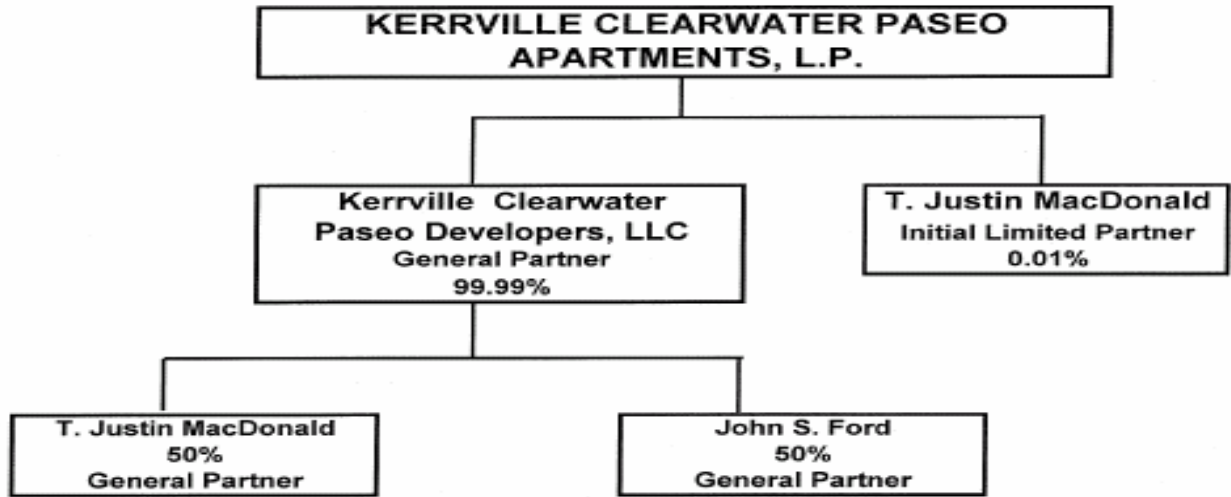 KERRVILLE CLEARWATER PASEO
APARTMENTS, L.P.
Kerrville Clearwater
Paseo Developers, LLC
General Partner
99.99%
T. Justin MacDonald
Initial Limited Partner
0.01%
T. Justin MacDonald
50%
General Partner
John S. Ford
50%
General Partner